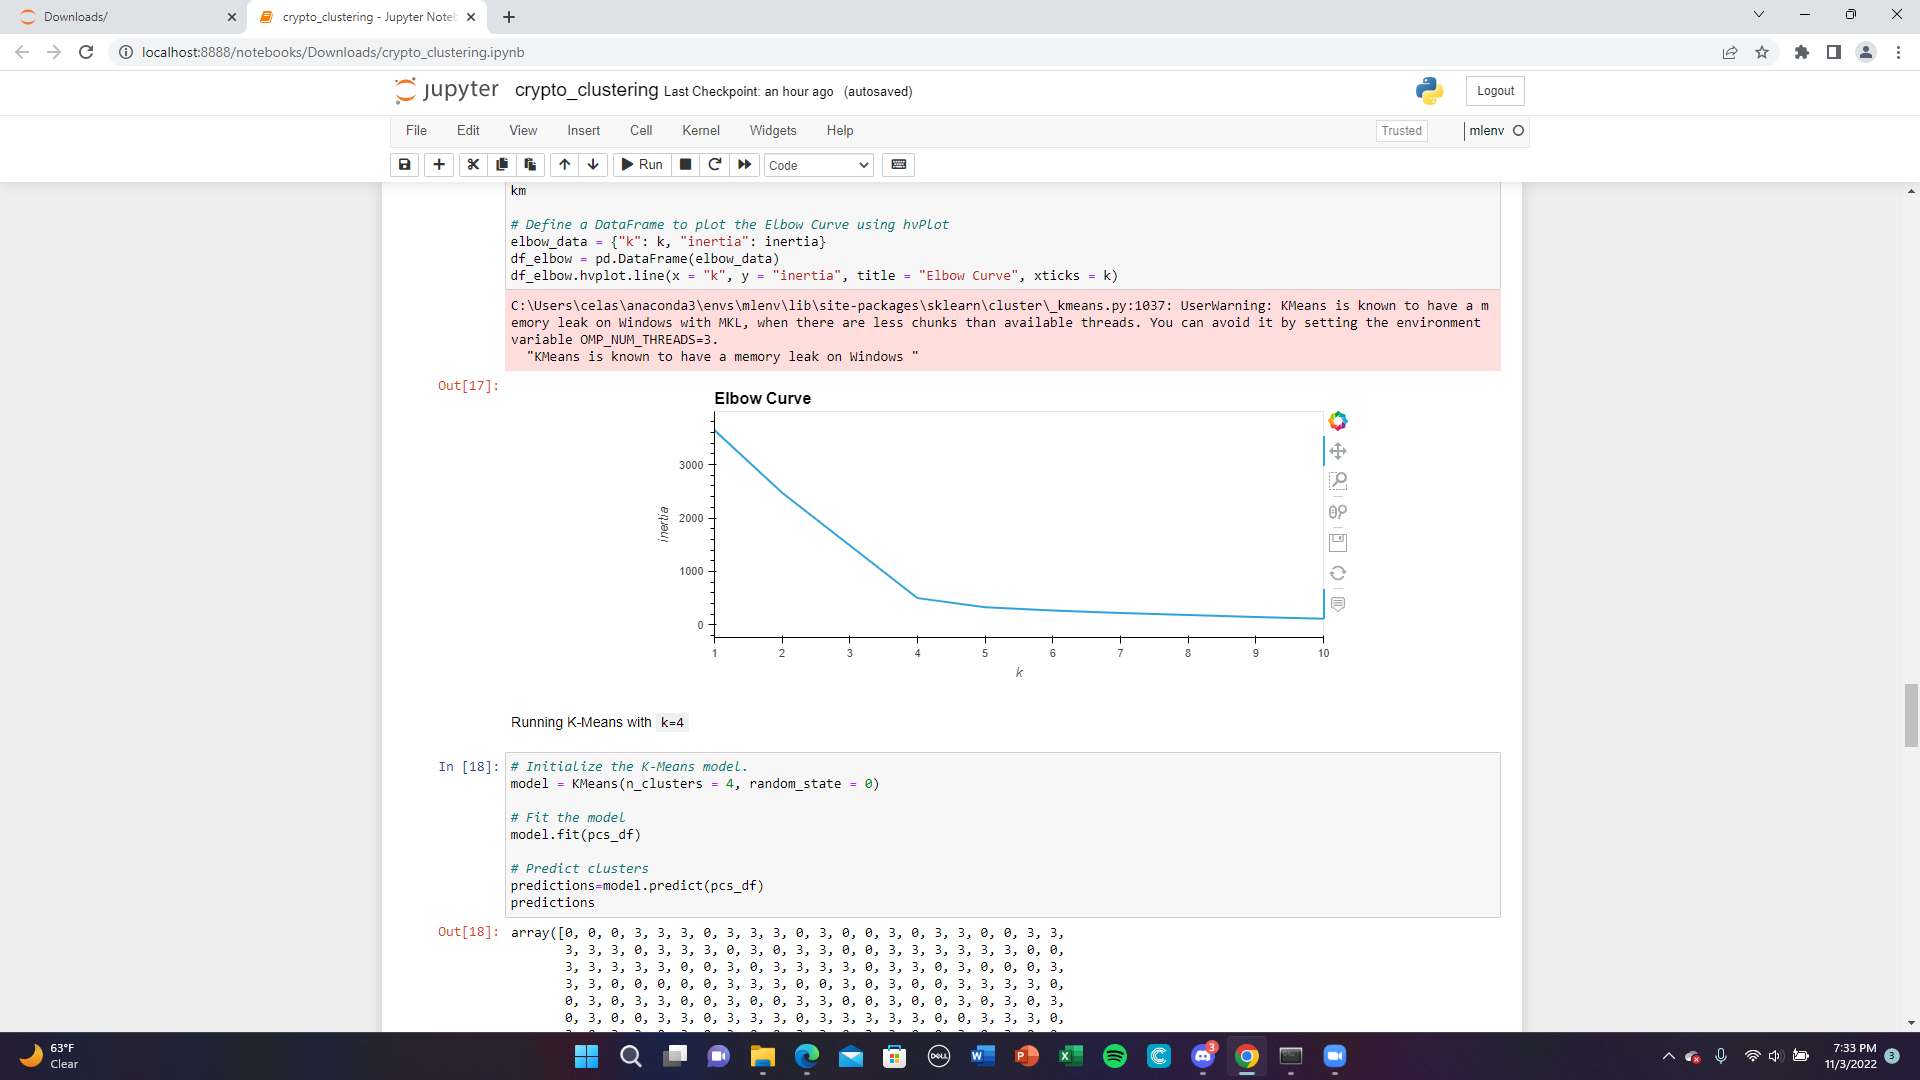 Downloads/
crypto_clustering - Jupyter Noteb
localhost:8888/notebooks/Downloads/crypto_clustering.ipynb
jupyter crypto_clustering Last Checkpoint: an hour ago (autosaved)
Logout
File Edit View Insert Cell Kernel Widgets Help
Trusted
mlenv
Run
Code
km
# Define a DataFrame to plot the Elbow Curve using hvPlot
elbow_data = {"k": k, "inertia": inertia}
df_elbow = pd.DataFrame(elbow_data)
df_elbow.hvplot.line(x = "k", y = "inertia", title = "Elbow Curve", xticks = k)
C:\Users\celas\anaconda3\envs\mlenv\lib\site-packages\sklearn\cluster\_kmeans.py:1037: UserWarning: KMeans is known to have a m
emory leak on Windows with MKL, when there are less chunks than available threads. You can avoid it by setting the environment
variable OMP_NUM_THREADS=3.
"KMeans is known to have a memory leak on Windows "
Out[17]:
Elbow Curve
3000
2000
1000
0
inertia
1 2 3 4 5 6 7 8 9 10
k
Running K-Means with k=4
In [18]:
# Initialize the K-Means model.
model = KMeans(n_clusters = 4, random_state = 0)
# Fit the model
model.fit(pcs_df)
# Predict clusters
predictions=model.predict(pcs_df)
predictions
Out[18]:
array([0, 0, 0, 3, 3, 3, 0, 3, 3, 3, 0, 3, 0, 0, 3, 0, 3, 3, 0, 0, 3, 3,
3, 3, 3, 0, 3, 3, 3, 0, 3, 0, 3, 3, 0, 0, 3, 3, 3, 3, 3, 3, 0, 0,
3, 3, 3, 3, 3, 0, 0, 3, 0, 3, 3, 3, 3, 0, 3, 3, 0, 3, 0, 0, 0, 3,
3, 3, 0, 0, 0, 0, 0, 3, 3, 3, 0, 0, 3, 0, 3, 0, 0, 3, 3, 3, 3, 0,
0, 3, 0, 3, 3, 0, 0, 3, 0, 0, 3, 3, 0, 0, 3, 0, 0, 3, 0, 3, 0, 3,
0, 3, 0, 0, 3, 3, 0, 3, 3, 3, 0, 3, 3, 3, 3, 3, 0, 0, 3, 3, 3, 0,
63°F
Clear
DELL
W
P
X
3
7:33 PM
11/3/2022
3